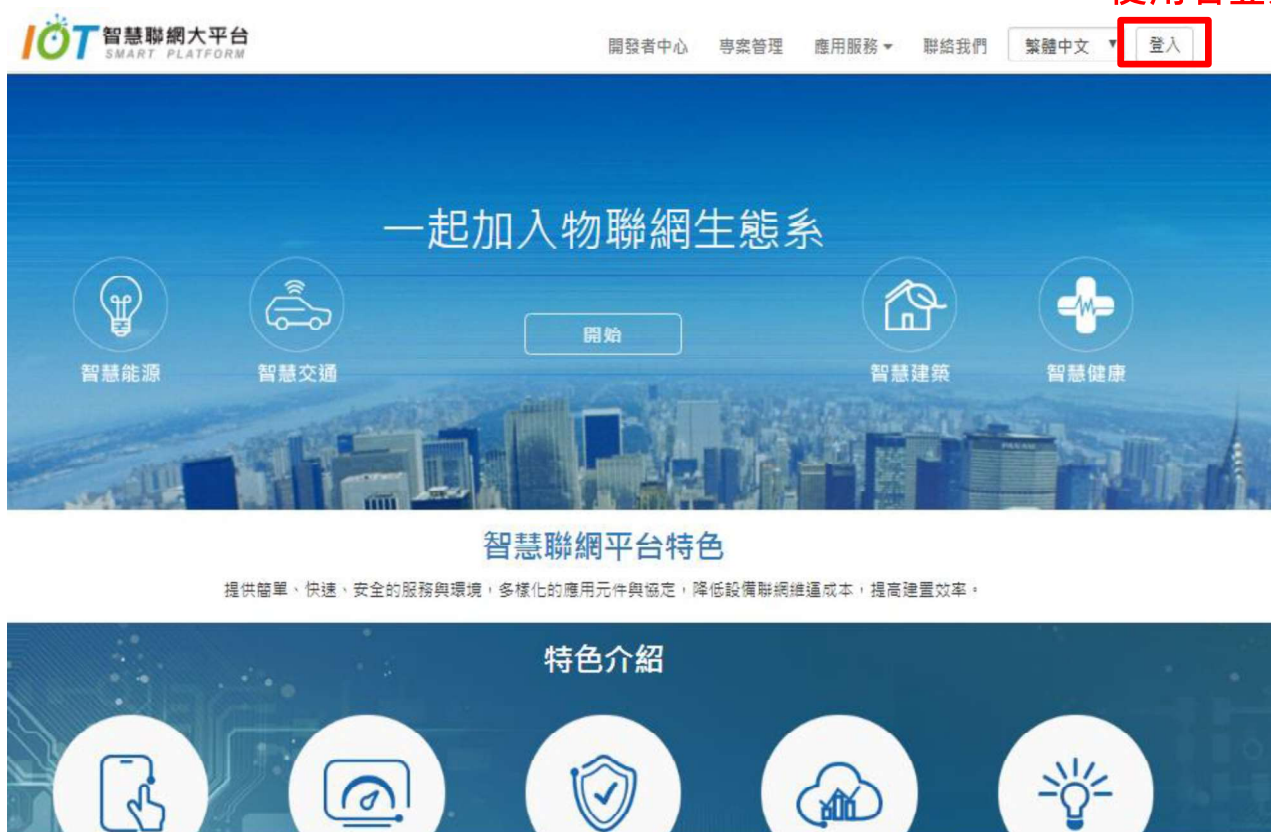 使用者登
IOT 智慧聯網大平台
SMART PLATFORM
開發者中心 專案管理 應用服務 聯絡我們 繁體中文 登入
一起加入物聯網生態系
開始
智慧能源 智慧交通 智慧建築 智慧健康
智慧聯網平台特色
提供簡單、快速、安全的服務與環境，多樣化的應用元件與協定，降低設備聯網維運成本，提高建置效率。
特色介紹